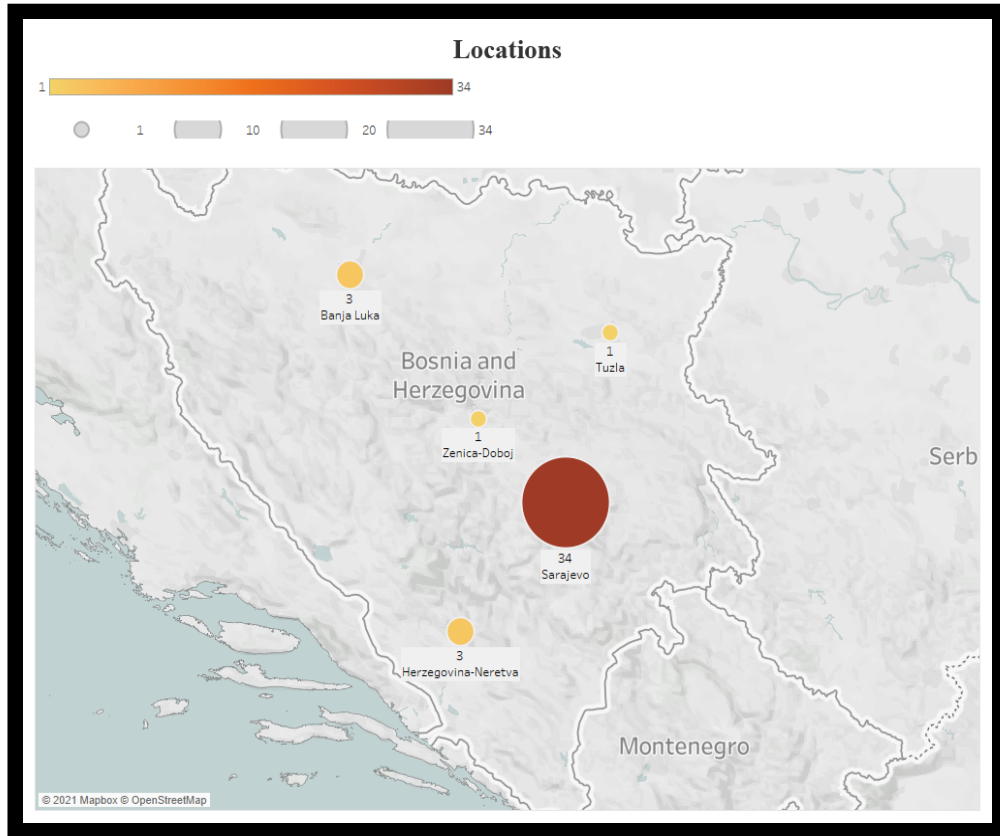 Locations
1 34
1 10 20 34
3
Banja Luka
1
Tuzla
Bosnia and
Herzegovina
1
Zenica-Doboj
Serb
34
Sarajevo
3
Herzegovina-Neretva
Montenegro
© 2021 Mapbox © OpenStreetMap